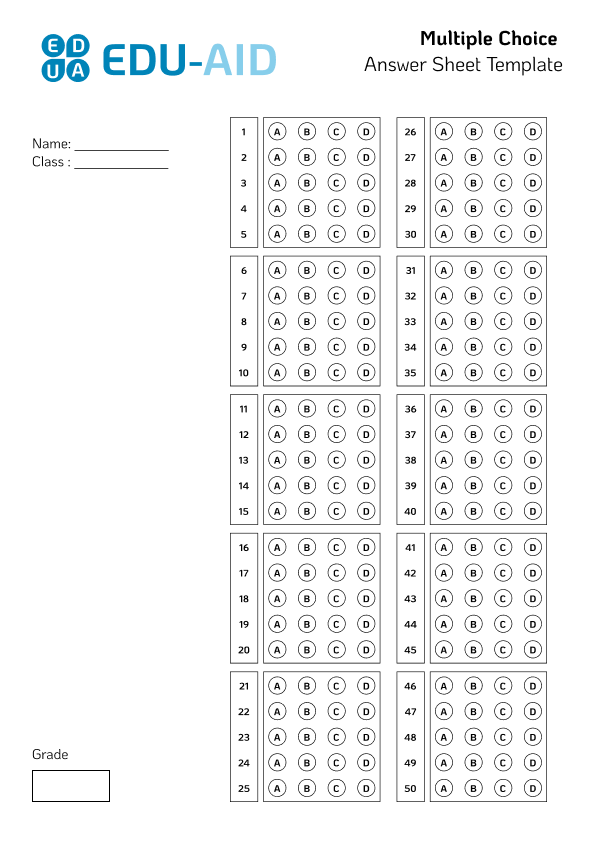 E D
U A
EDU-AID
Multiple Choice
Answer Sheet Template
Name: ______________
Class : ______________
1 A B C D
2 A B C D
3 A B C D
4 A B C D
5 A B C D
6 A B C D
7 A B C D
8 A B C D
9 A B C D
10 A B C D
11 A B C D
12 A B C D
13 A B C D
14 A B C D
15 A B C D
16 A B C D
17 A B C D
18 A B C D
19 A B C D
20 A B C D
21 A B C D
22 A B C D
23 A B C D
24 A B C D
25 A B C D
26 A B C D
27 A B C D
28 A B C D
29 A B C D
30 A B C D
31 A B C D
32 A B C D
33 A B C D
34 A B C D
35 A B C D
36 A B C D
37 A B C D
38 A B C D
39 A B C D
40 A B C D
41 A B C D
42 A B C D
43 A B C D
44 A B C D
45 A B C D
46 A B C D
47 A B C D
48 A B C D
49 A B C D
50 A B C D
Grade